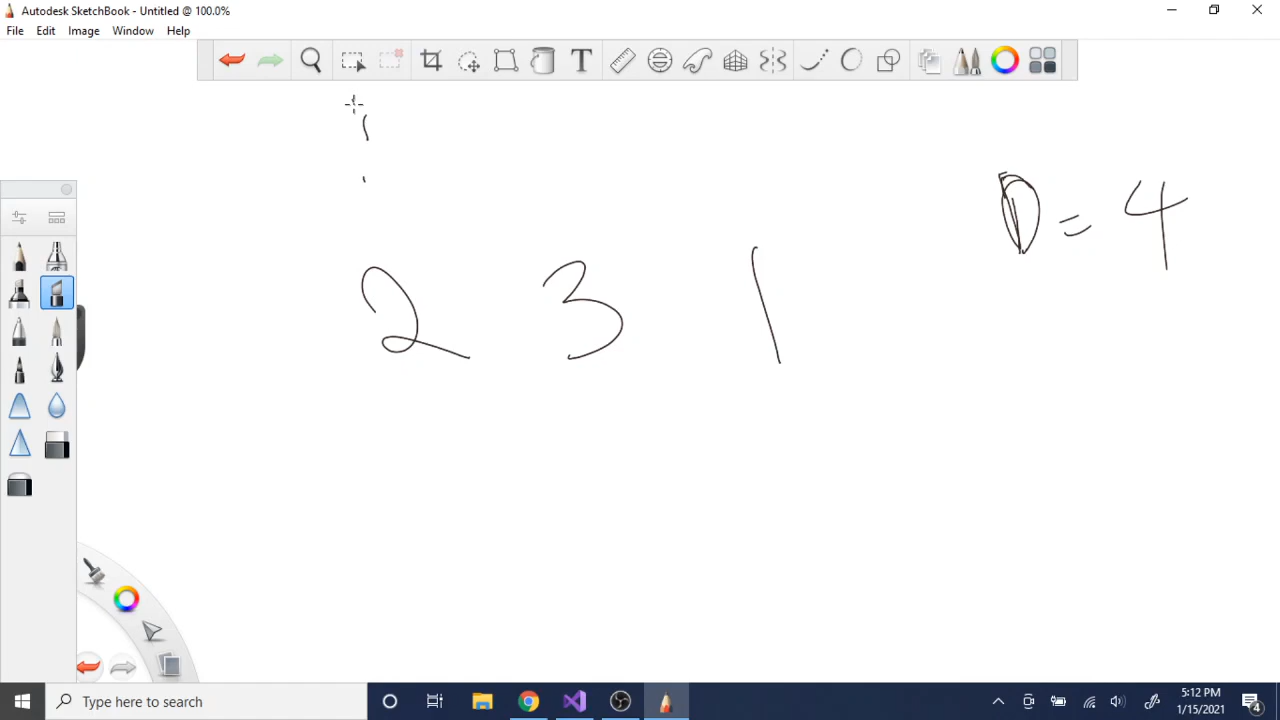 Autodesk SketchBook - Untitled @ 100.0%
File Edit Image Window Help
T
D = 4
2 3 1
Type here to search
5:12 PM
1/15/2021
4